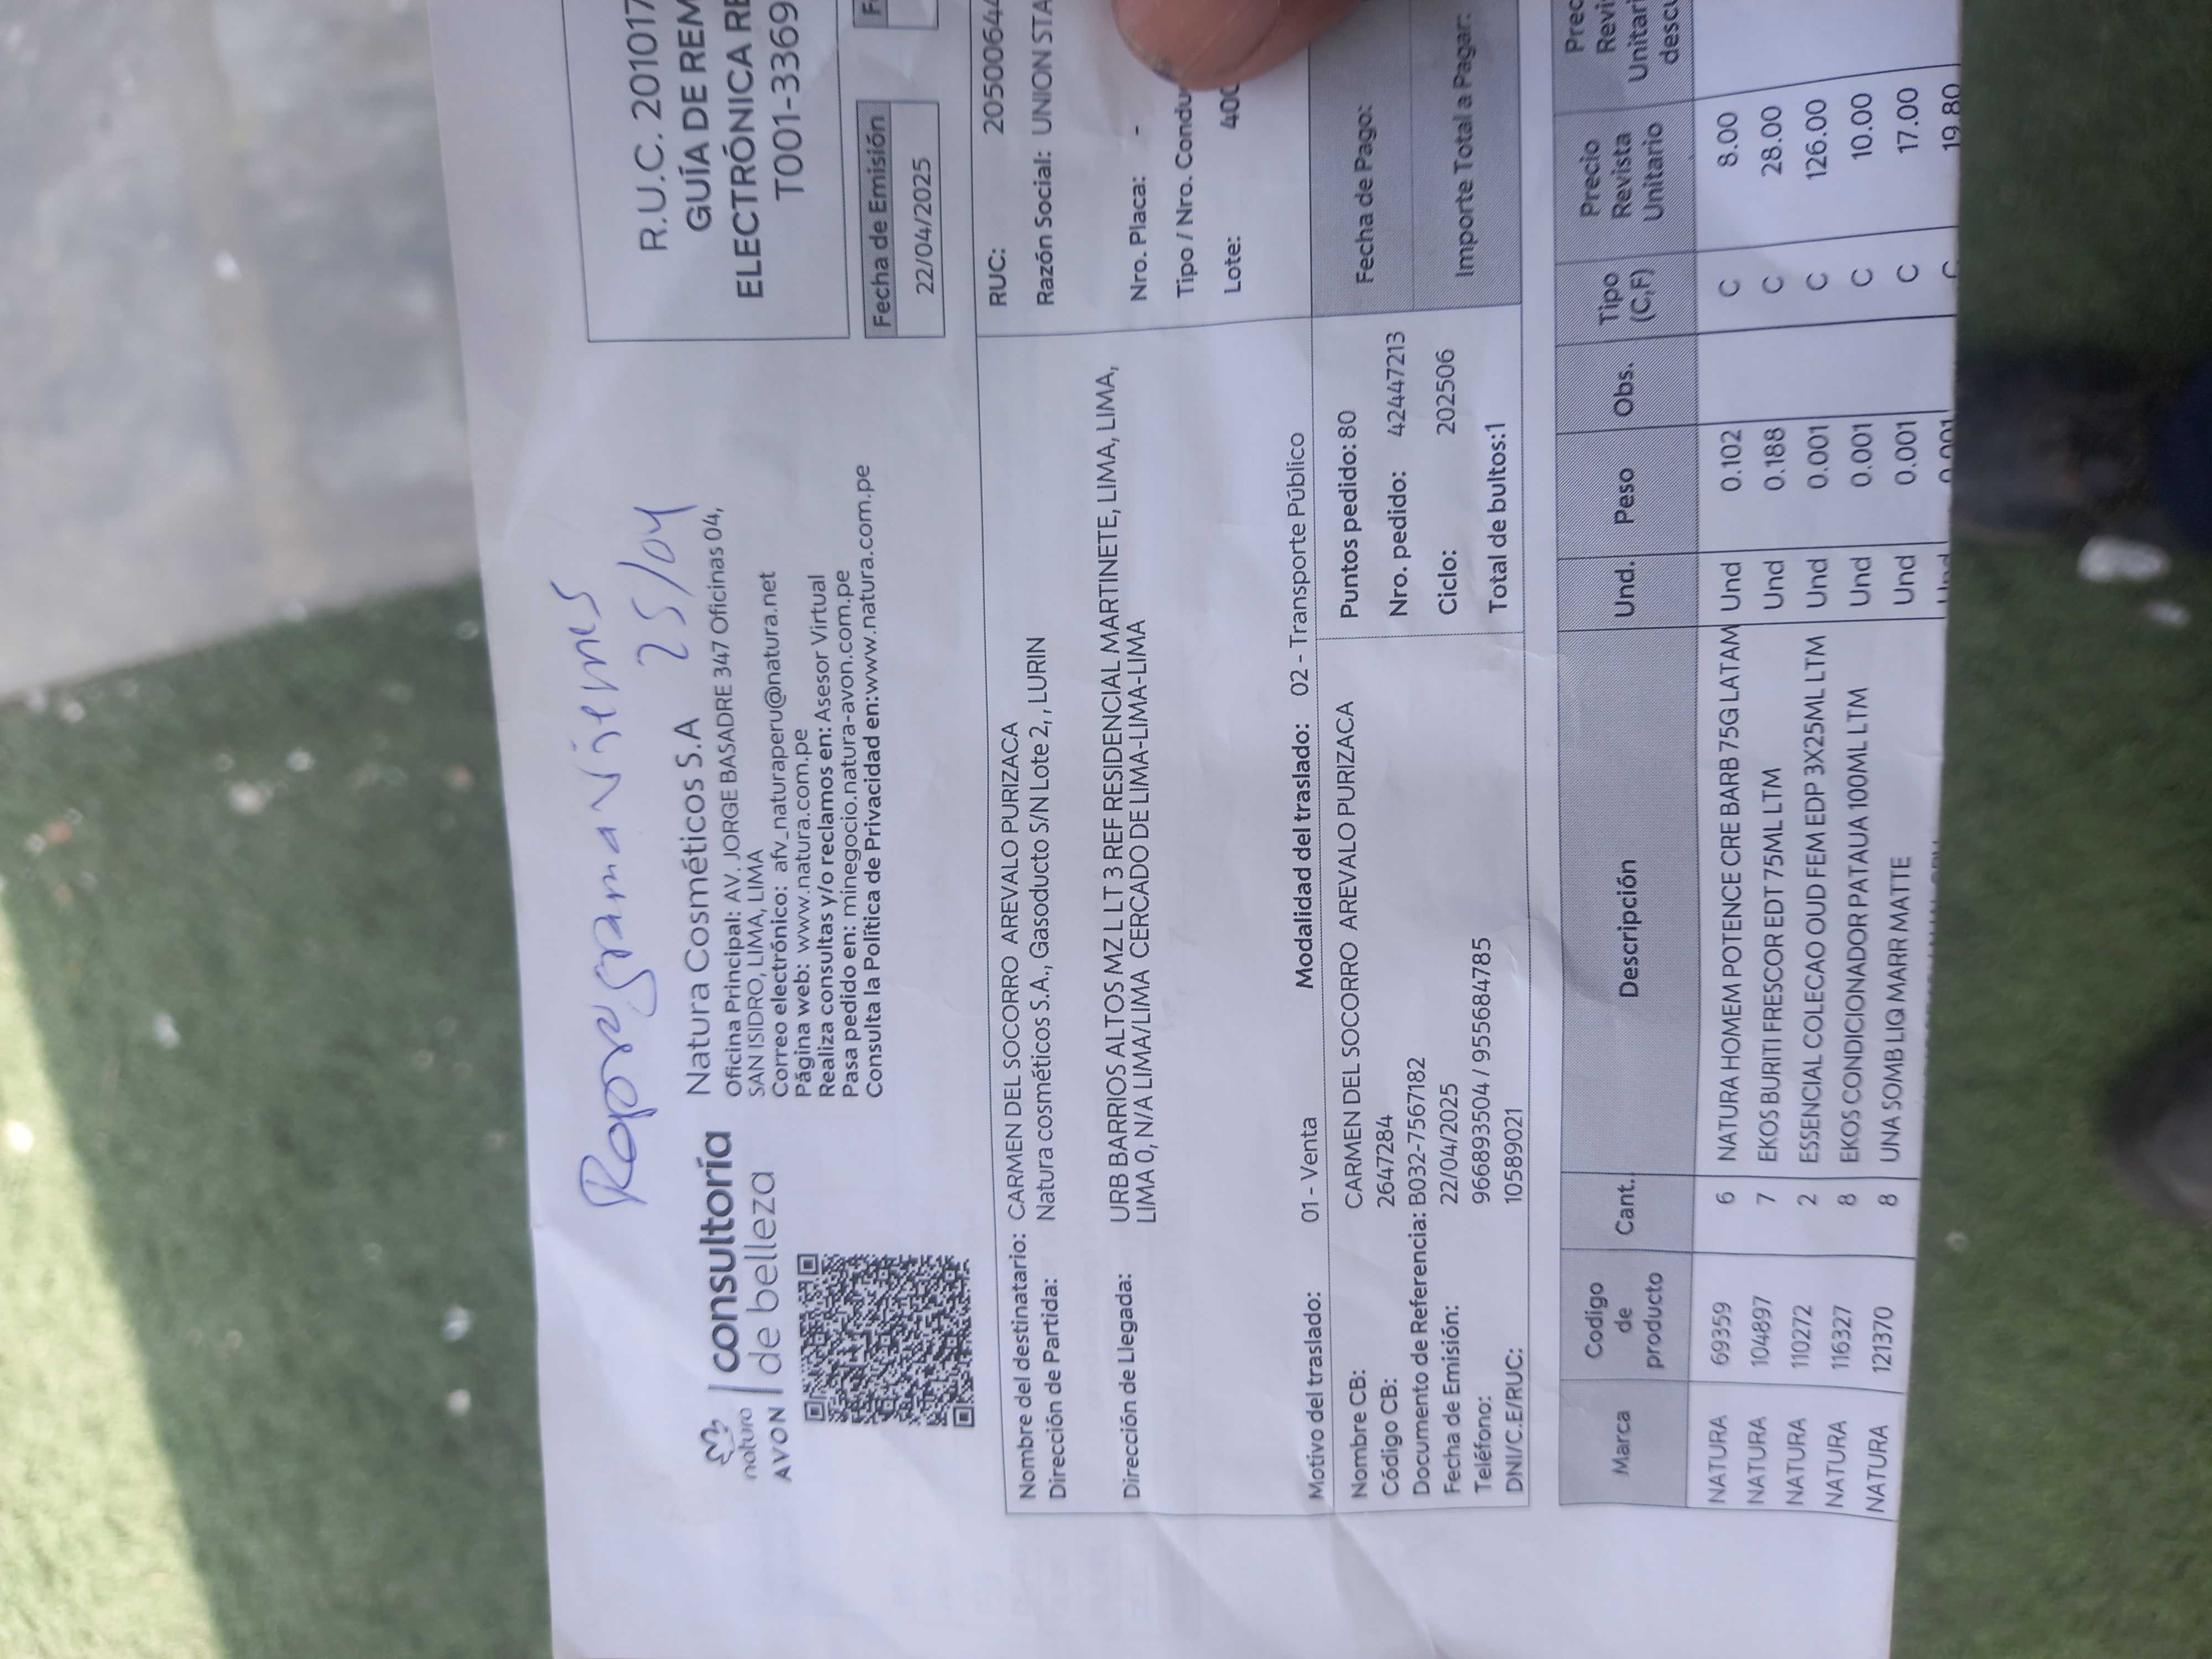 Reprograma viernes
25/04
natura
AVON
consultoría
de belleza
Natura Cosméticos S.A
Oficina Principal: AV. JORGE BASADRE 347 Oficinas 04,
SAN ISIDRO, LIMA, LIMA
Correo electrónico: afv_naturaperu@natura.net
Página web: www.natura.com.pe
Realiza consultas y/o reclamos en: Asesor Virtual
Pasa pedido en: minegocio.natura-avon.com.pe
Consulta la Política de Privacidad en:www.natura.com.pe
R.U.C. 201017
GUÍA DE REM
ELECTRÓNICA RE
T001-3369
Fecha de Emisión
22/04/2025
Nombre del destinatario: CARMEN DEL SOCORRO AREVALO PURIZACA
Dirección de Partida: Natura cosméticos S.A., Gasoducto S/N Lote 2, , LURIN
Dirección de Llegada: URB BARRIOS ALTOS MZ L LT 3 REF RESIDENCIAL MARTINETE, LIMA, LIMA,
LIMA 0, N/A LIMA/LIMA CERCADO DE LIMA-LIMA-LIMA
RUC: 20500644
Razón Social: UNION STA
Nro. Placa: -
Tipo / Nro. Condu
Lote: 400
Motivo del traslado: 01 - Venta Modalidad del traslado: 02 - Transporte Público
Nombre CB: CARMEN DEL SOCORRO AREVALO PURIZACA
Código CB: 2647284
Documento de Referencia: B032-7567182
Fecha de Emisión: 22/04/2025
Teléfono: 966893504 / 955684785
DNI/C.E/RUC: 10589021
Puntos pedido: 80
Nro. pedido: 42447213
Ciclo: 202506
Total de bultos:1
Fecha de Pago:
Importe Total a Pagar:
Marca Codigo de producto Cant. Descripción Und. Peso Obs. Tipo (C,F) Precio Revista Unitario Prec Revi Unitari descu
NATURA 69359 6 NATURA HOMEM POTENCE CRE BARB 75G LATAM Und 0.102 C 8.00
NATURA 104897 7 EKOS BURITI FRESCOR EDT 75ML LTM Und 0.188 C 28.00
NATURA 110272 2 ESSENCIAL COLECAO OUD FEM EDP 3X25ML LTM Und 0.001 C 126.00
NATURA 116327 8 EKOS CONDICIONADOR PATAUA 100ML LTM Und 0.001 C 10.00
NATURA 121370 8 UNA SOMB LIQ MARR MATTE Und 0.001 C 17.00
Und 0.001 C 19.80